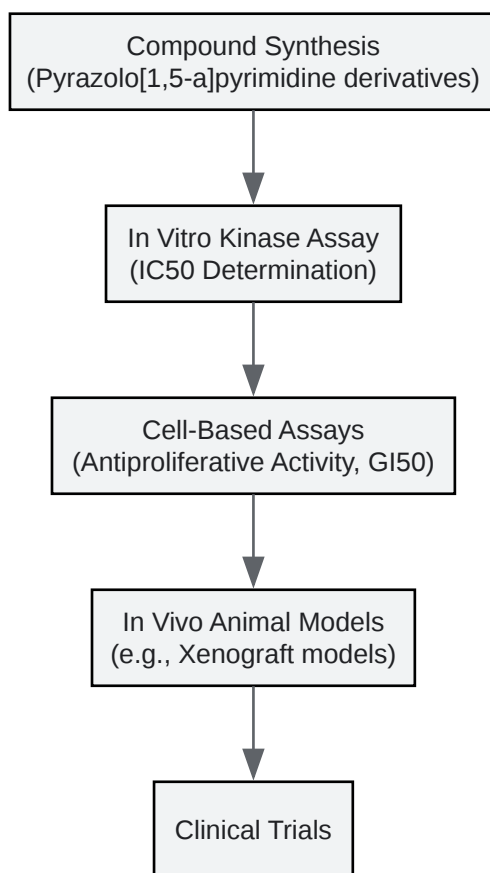 Compound Synthesis
(Pyrazolo[1,5-a]pyrimidine derivatives)
In Vitro Kinase Assay
(IC50 Determination)
Cell-Based Assays
(Antiproliferative Activity, GI50)
In Vivo Animal Models
(e.g., Xenograft models)
Clinical Trials